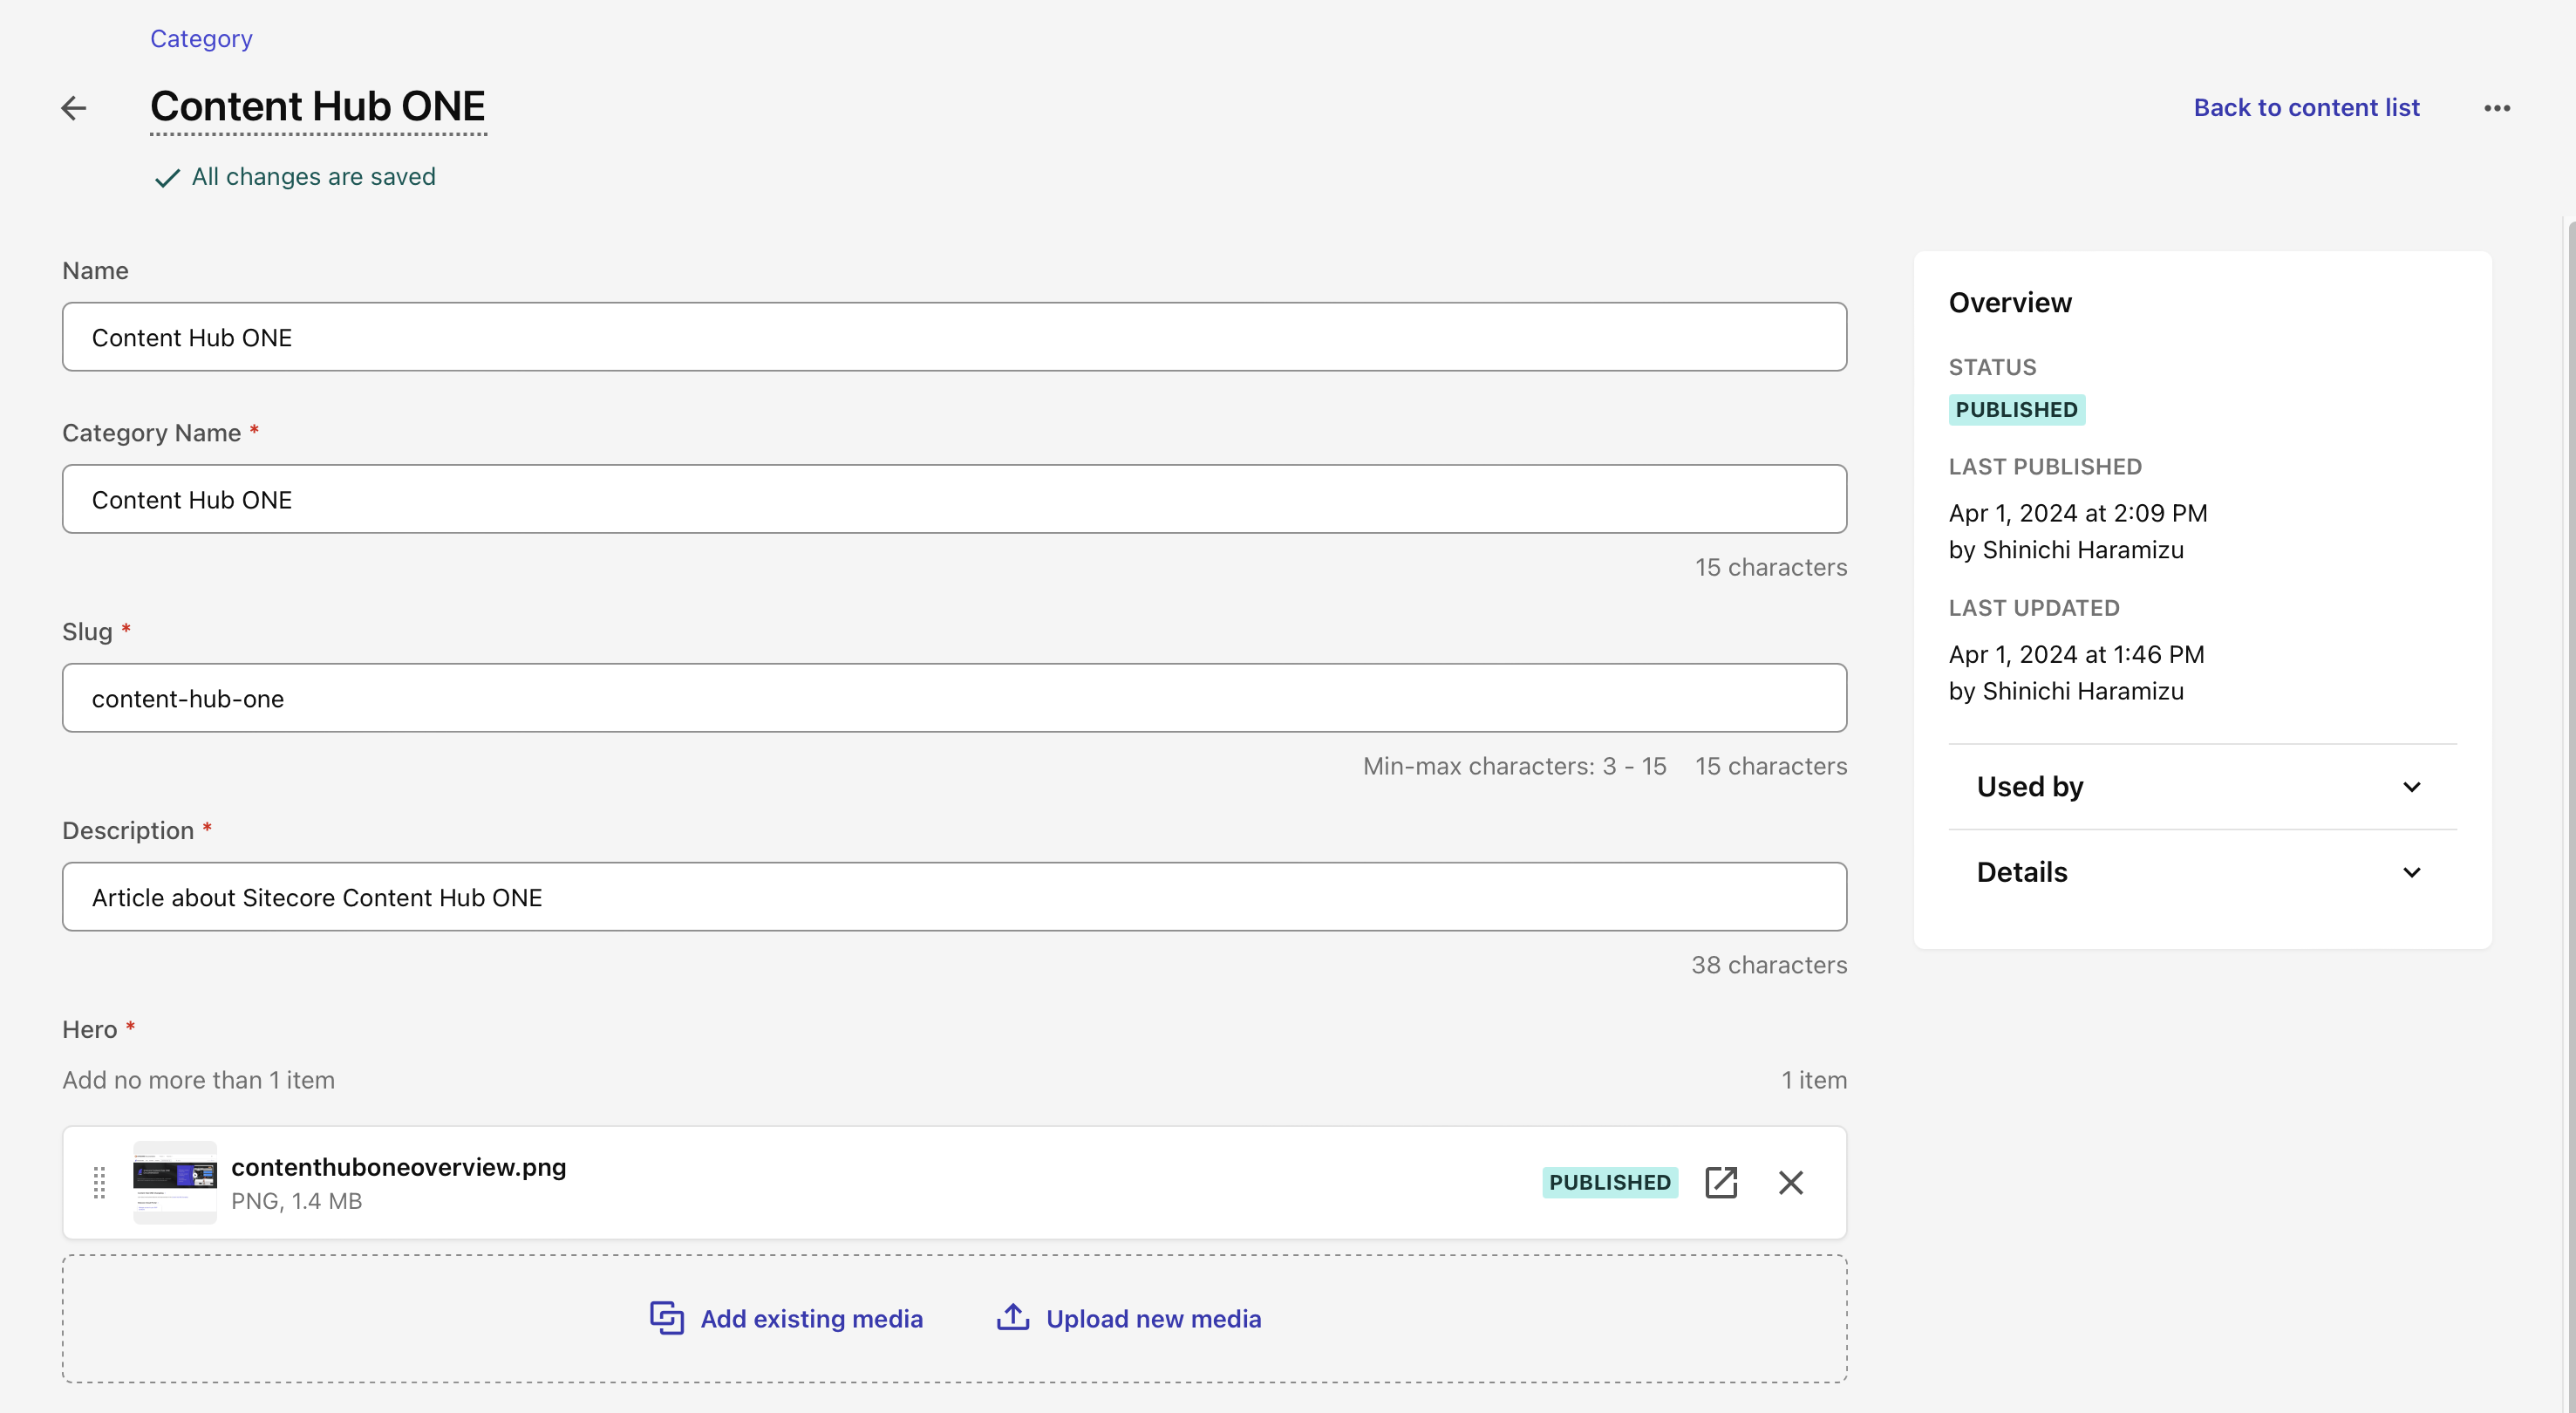 Category
Content Hub ONE
Back to content list
All changes are saved
Name
Content Hub ONE
Category Name *
Content Hub ONE
15 characters
Slug *
content-hub-one
Min-max characters: 3 - 15 15 characters
Description *
Article about Sitecore Content Hub ONE
38 characters
Hero *
Add no more than 1 item 1 item
contenthuboneoverview.png
PNG, 1.4 MB
PUBLISHED
Add existing media Upload new media
Overview
STATUS
PUBLISHED
LAST PUBLISHED
Apr 1, 2024 at 2:09 PM
by Shinichi Haramizu
LAST UPDATED
Apr 1, 2024 at 1:46 PM
by Shinichi Haramizu
Used by
Details